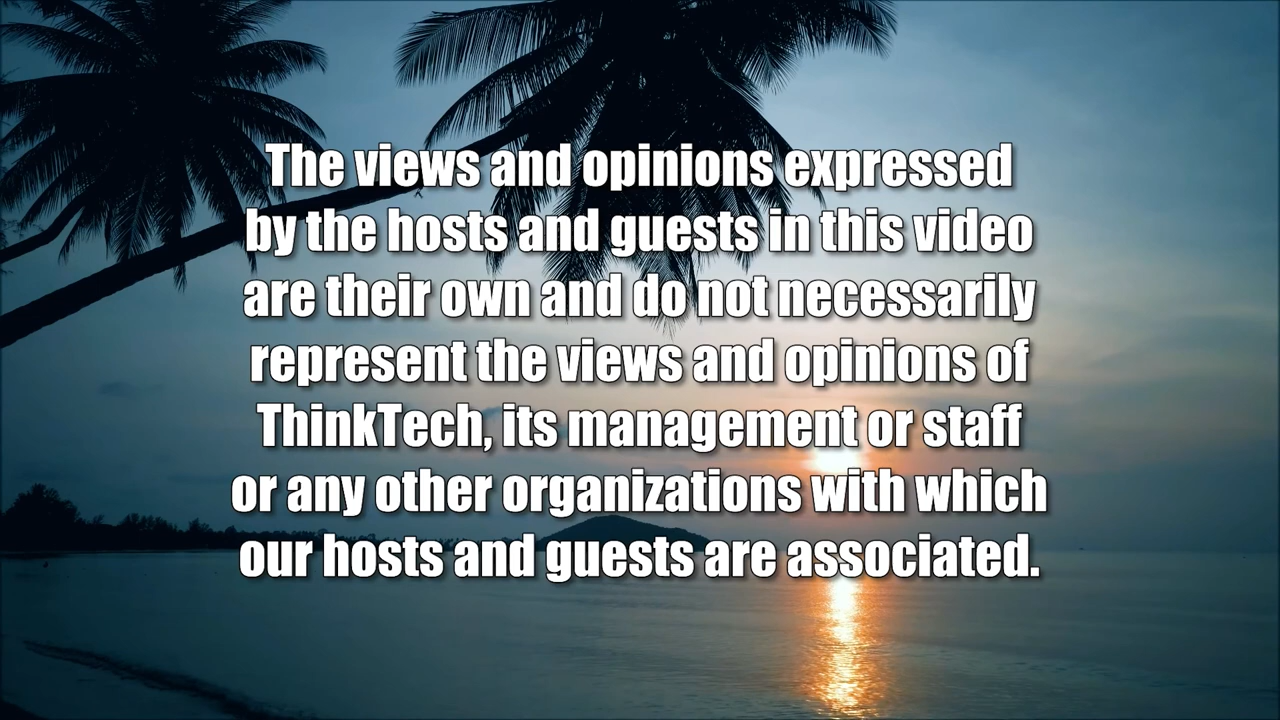 The views and opinions expressed
by the hosts and guests in this video
are their own and do not necessarily
represent the views and opinions of
ThinkTech, its management or staff
or any other organizations with which
our hosts and guests are associated.